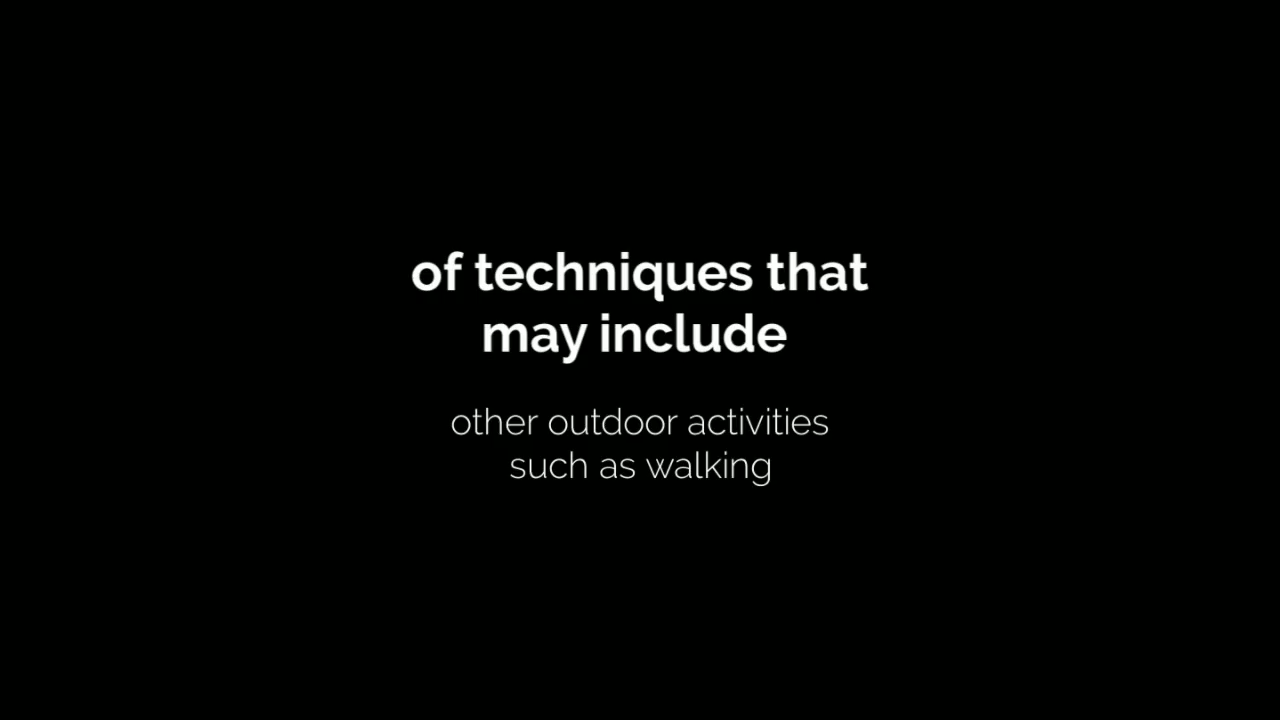 of techniques that
may include
other outdoor activities
such as walking